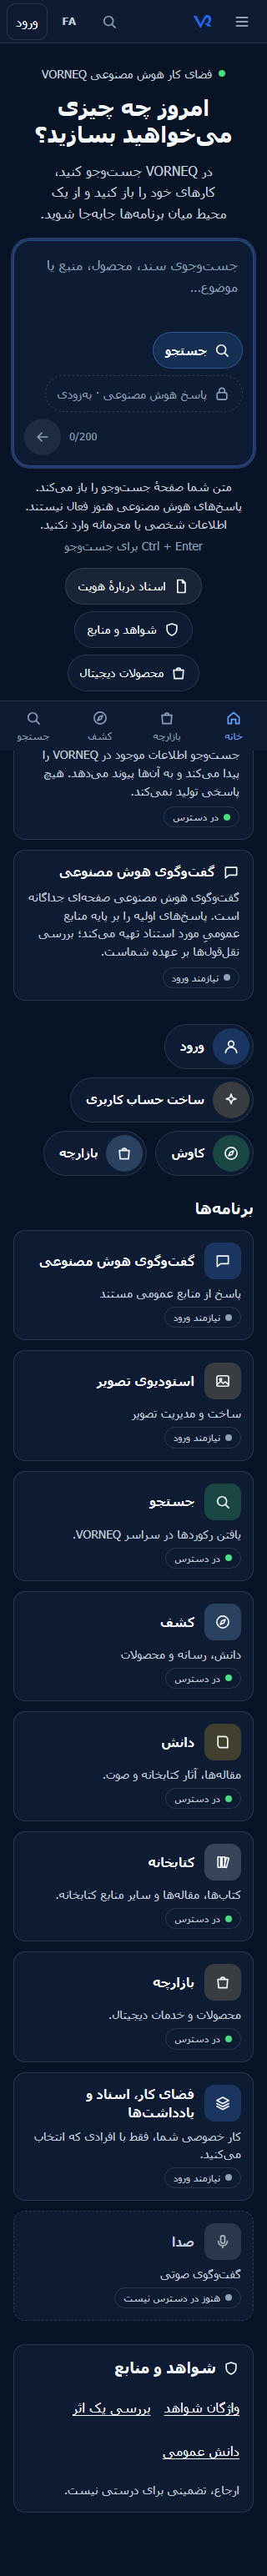 ورود
FA
فضای کار هوش مصنوعی VORNEQ
امروز چه چیزی
می‌خواهید بسازید؟
در VORNEQ جست‌وجو کنید،
کارهای خود را باز کنید و از یک
محیط میان برنامه‌ها جابه‌جا شوید.
جست‌وجوی سند، محصول، منبع یا
موضوع...
جستجو
پاسخ هوش مصنوعی · به‌زودی
0/200
متن شما صفحهٔ جست‌وجو را باز می‌کند.
پاسخ‌های هوش مصنوعی هنوز فعال نیستند.
اطلاعات شخصی یا محرمانه وارد نکنید.
Ctrl + Enter برای جست‌وجو
اسناد دربارهٔ هویت
شواهد و منابع
محصولات دیجیتال
خانه
بازارچه
کشف
جستجو
جست‌وجو اطلاعات موجود در VORNEQ را
پیدا می‌کند و به آن‌ها پیوند می‌دهد. هیچ
پاسخی تولید نمی‌کند.
در دسترس
گفت‌وگوی هوش مصنوعی
گفت‌وگوی هوش مصنوعی صفحه‌ای جداگانه
است. پاسخ‌های اولیه را بر پایه منابع
عمومیِ مورد استناد تهیه می‌کند؛ بررسی
نقل‌قول‌ها بر عهده شماست.
نیازمند ورود
ورود
ساخت حساب کاربری
کاوش
بازارچه
برنامه‌ها
گفت‌وگوی هوش مصنوعی
پاسخ از منابع عمومی مستند
نیازمند ورود
استودیوی تصویر
ساخت و مدیریت تصویر
نیازمند ورود
جستجو
یافتن رکوردها در سراسر VORNEQ.
در دسترس
کشف
دانش، رسانه و محصولات
در دسترس
دانش
مقاله‌ها، آثار کتابخانه و صوت.
در دسترس
کتابخانه
کتاب‌ها، مقاله‌ها و سایر منابع کتابخانه.
در دسترس
بازارچه
محصولات و خدمات دیجیتال.
در دسترس
فضای کار، اسناد و
یادداشت‌ها
کار خصوصی شما، فقط با افرادی که انتخاب
می‌کنید.
نیازمند ورود
صدا
گفت‌وگوی صوتی
هنوز در دسترس نیست
شواهد و منابع
واژگان شواهد
بررسی یک اثر
دانش عمومی
ارجاع، تضمینی برای درستی نیست.